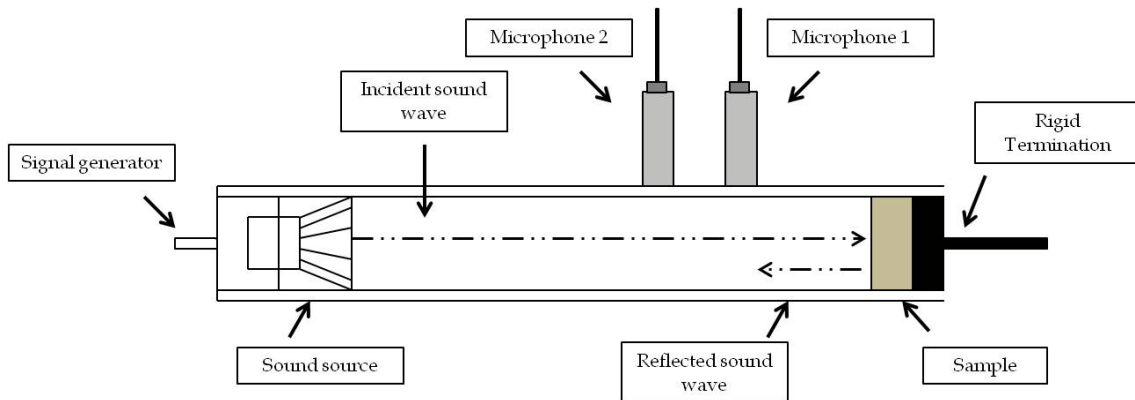 Microphone 2
Microphone 1
Incident sound
wave
Rigid
Termination
Signal generator
Sound source
Reflected sound
wave
Sample